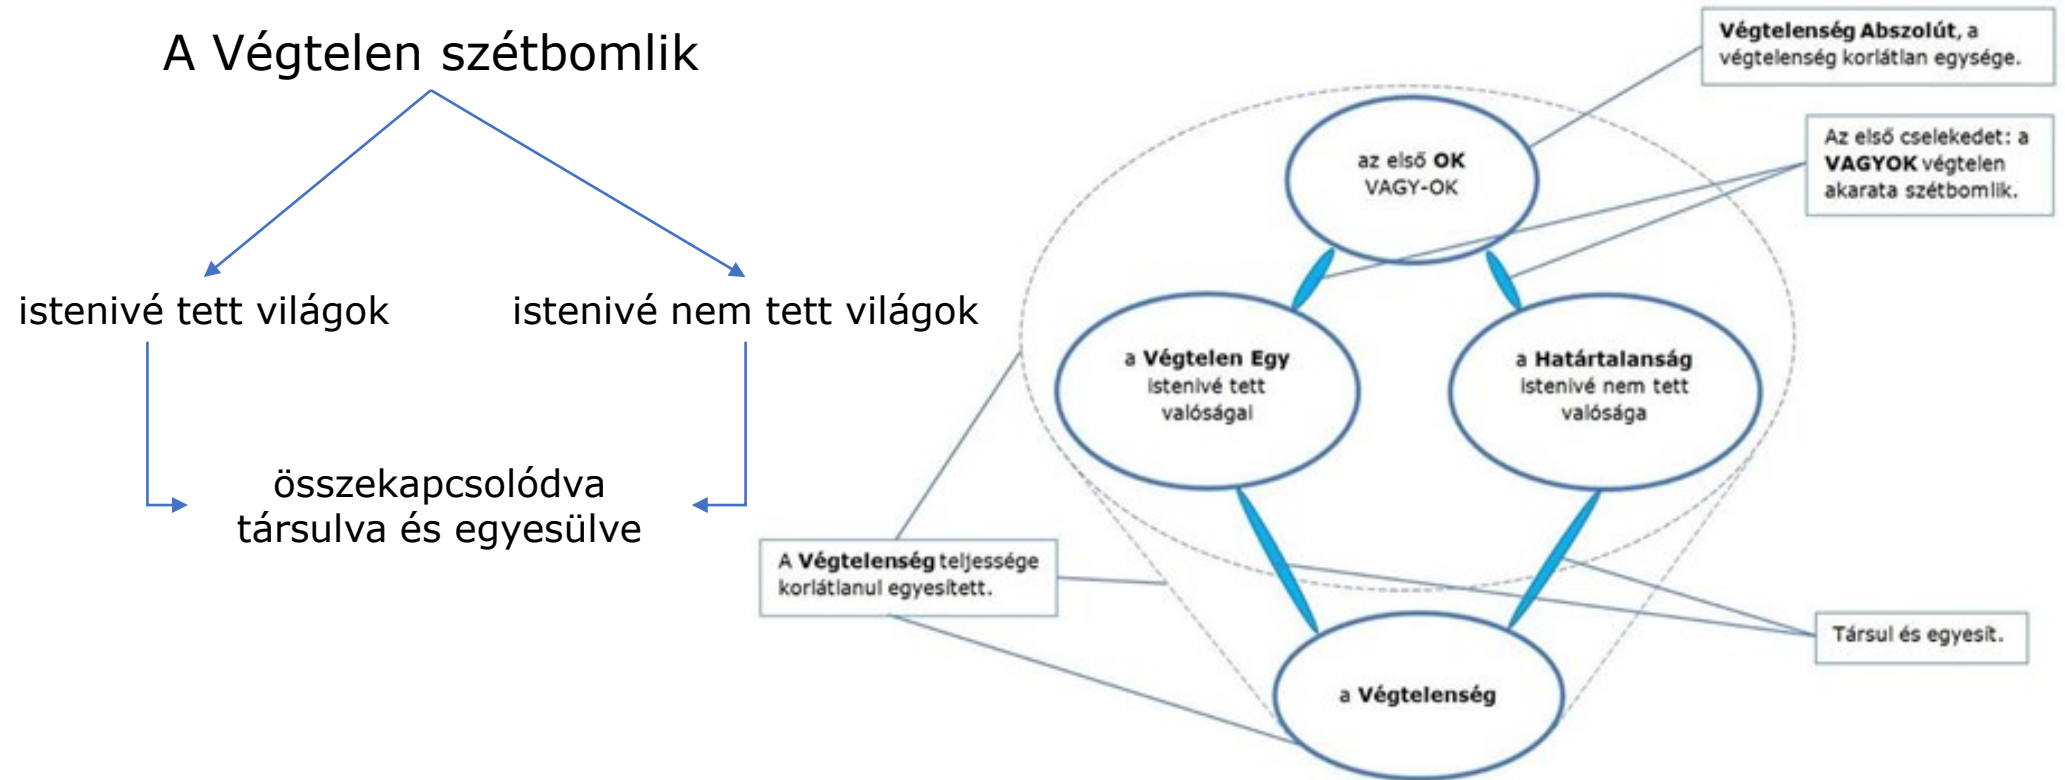 A Végtelen szétbomlik
istenivé tett világok
istenivé nem tett világok
összekapcsolódva
társulva és egyesülve
Végtelenség Abszolút, a
végtelenség korlátlan egysége.
az első OK
VAGY-OK
Az első cselekedet: a
VAGYOK végtelen
akarata szétbomlik.
a Végtelen Egy
istenivé tett
valóságai
a Határtalanság
istenivé nem tett
valósága
A Végtelenség teljessége
korlátlanul egyesített.
Társul és egyesít.
a Végtelenség